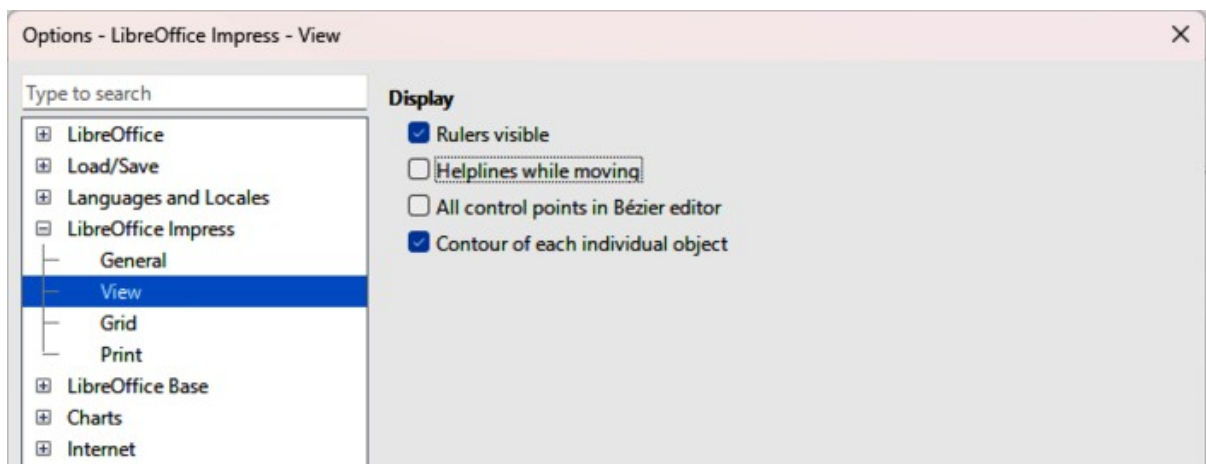 Options - LibreOffice Impress - View
Type to search
LibreOffice
Load/Save
Languages and Locales
LibreOffice Impress
General
View
Grid
Print
LibreOffice Base
Charts
Internet
Display
Rulers visible
Helplines while moving
All control points in Bézier editor
Contour of each individual object